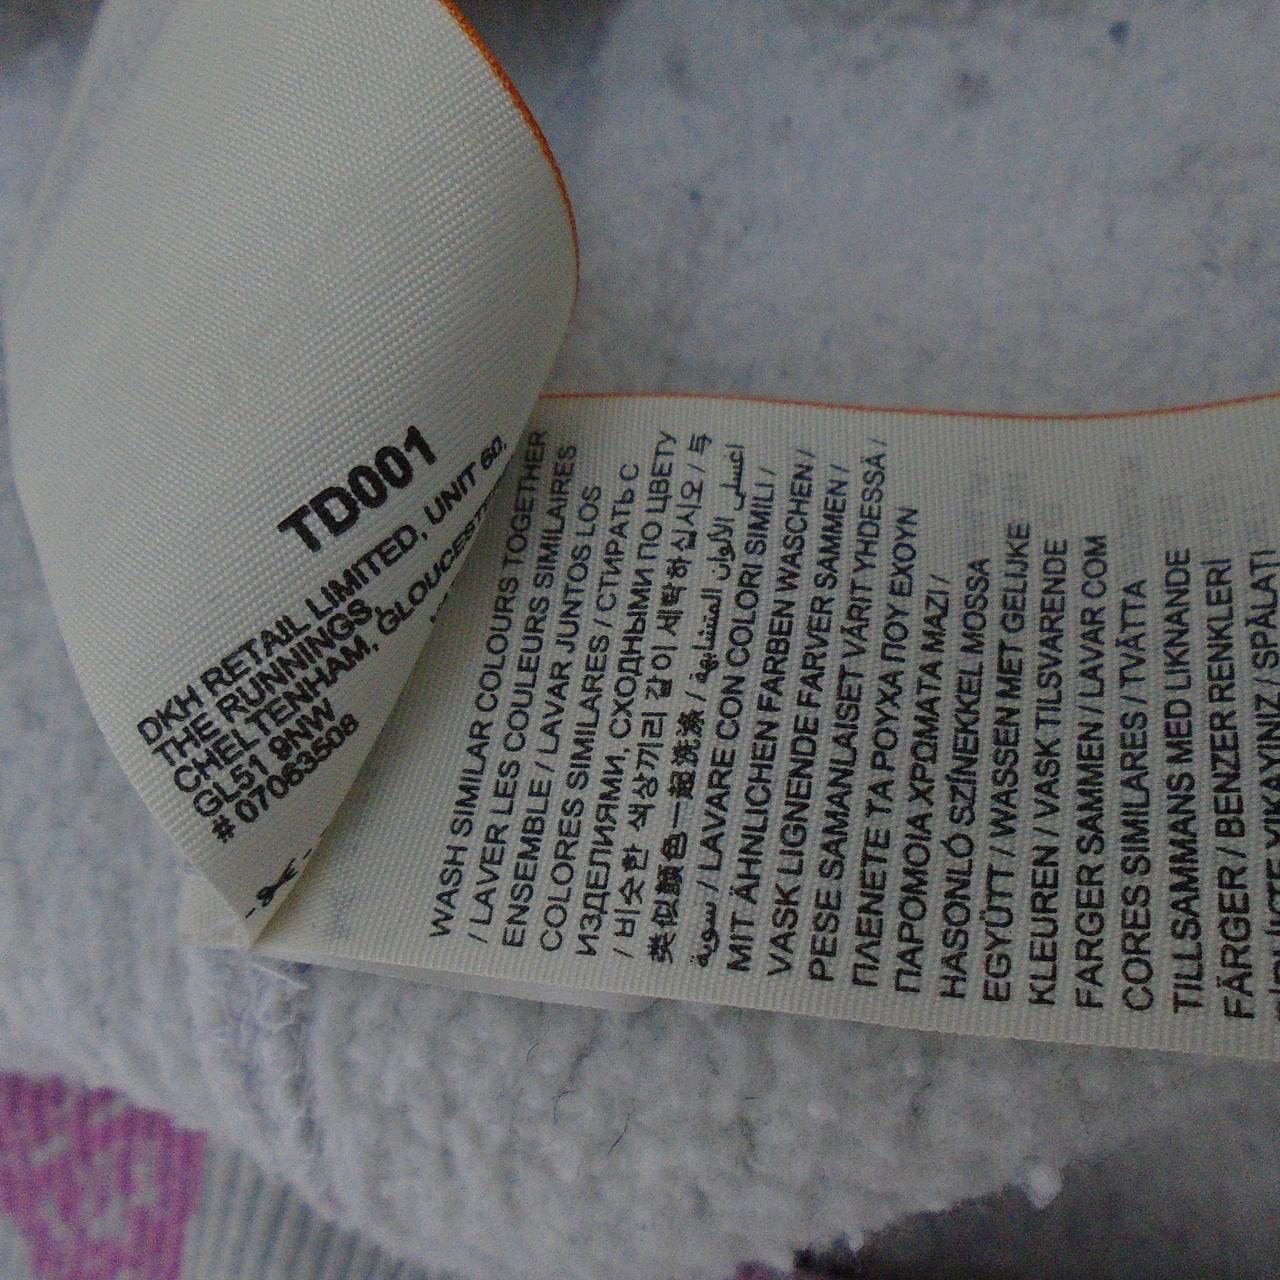 TD001
DKH RETAIL LIMITED, UNIT 60,
THE RUNNINGS,
CHELTENHAM,
GL51 9NW
# 07063508
WASH SIMILAR COLOURS TOGETHER
/ LAVER LES COULEURS SIMILAIRES
ENSEMBLE / LAVAR JUNTOS LOS
COLORES SIMILARES / СТИРАТЬ С
ИЗДЕЛИЯМИ, СХОДНЫМИ ПО ЦВЕТУ
/ 비슷한 색상끼리 같이 세탁하십시오 / 与
类似颜色一起洗涤 / اغسلي الألوان المتشابهة
سوية / LAVARE CON COLORI SIMILI /
MIT ÄHNLICHEN FARBEN WASCHEN /
VASK LIGNENDE FARVER SAMMEN /
PESE SAMANLAISET VÄRIT YHDESSÄ /
ΠΛΕΝΕΤΕ ΤΑ ΡΟΥΧΑ ΠΟΥ ΕΧΟΥΝ
ΠΑΡΟΜΟΙΑ ΧΡΩΜΑΤΑ ΜΑΖΙ /
HASONLÓ SZÍNEKKEL MOSSA
EGYÜTT / WASSEN MET GELIJKE
KLEUREN / VASK TILSVARENDE
FARGER SAMMEN / LAVAR COM
CORES SIMILARES / TVÄTTA
TILLSAMMANS MED LIKNANDE
FÄRGER / BENZER RENKLERİ
YIKAYINIZ / SPĂLAȚI